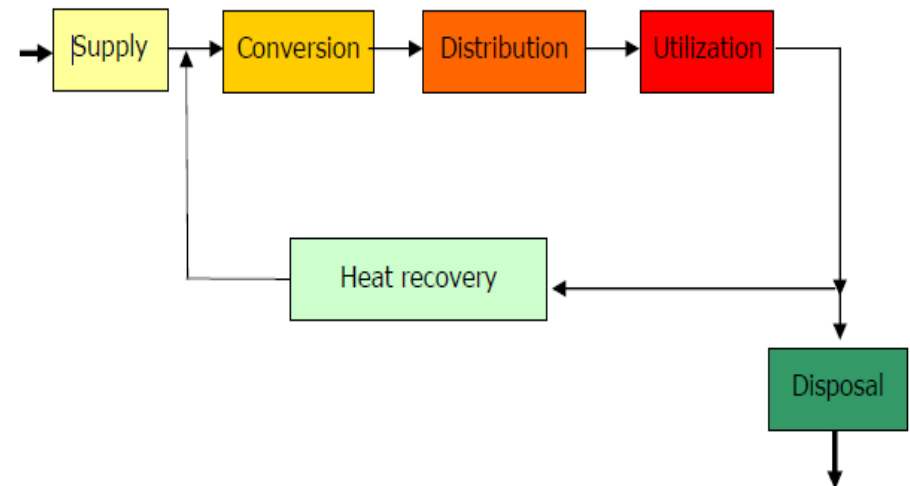 Supply
Conversion
Distribution
Utilization
Heat recovery
Disposal